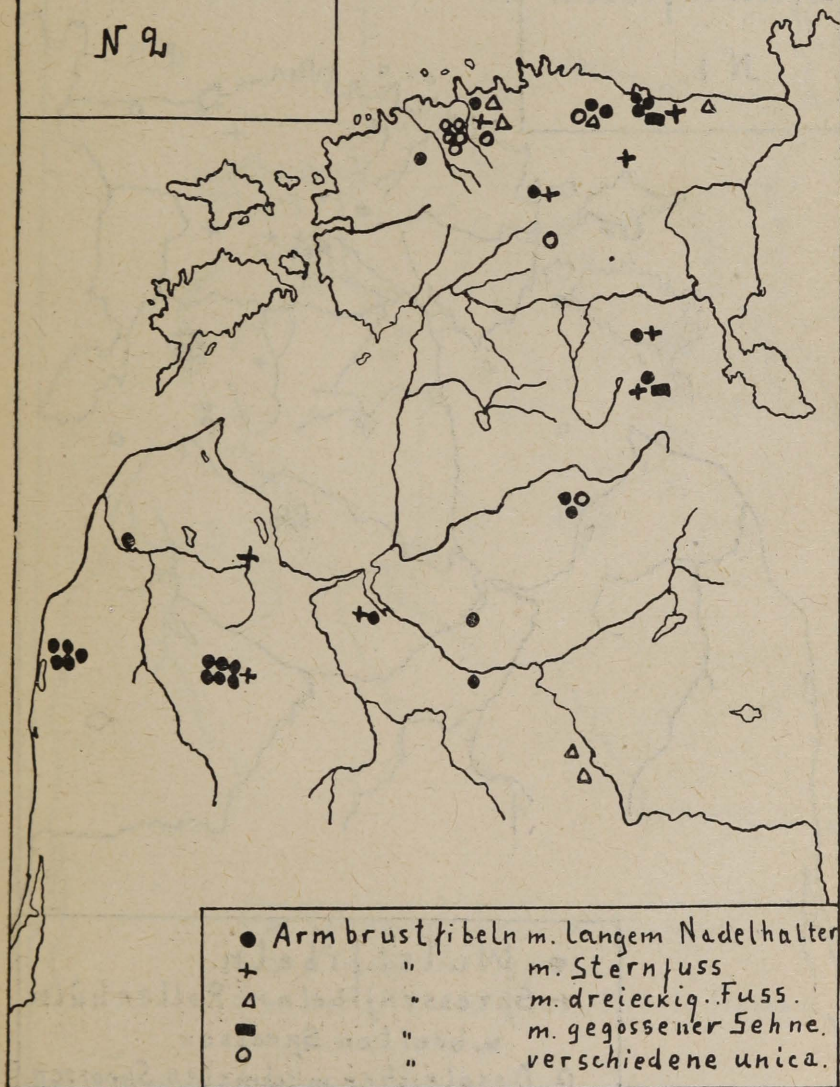 N 2
● Armbrustfibeln m. langem Nadelhalter
+ " m. Sternfuss
△ " m. dreieckig. Fuss.
■ " m. gegossener Sehne.
○ " verschiedene unica.